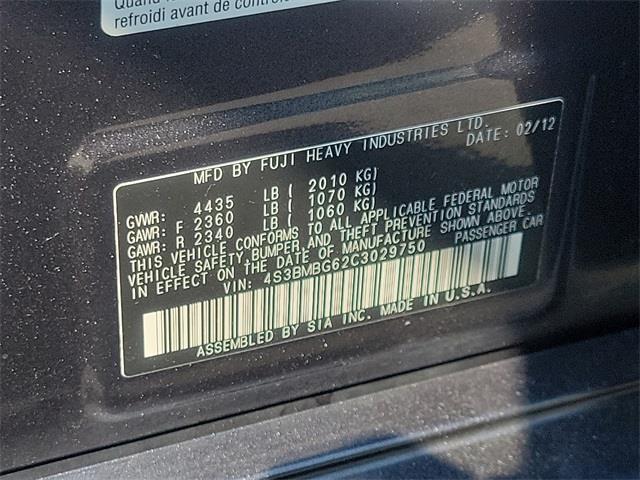 refroidi avant de contrôle
MFD BY FUJI HEAVY INDUSTRIES LTD.
DATE: 02/12
GVWR: 4435 LB ( 2010 KG)
GAWR: F 2360 LB ( 1070 KG)
GAWR: R 2340 LB ( 1060 KG)
THIS VEHICLE CONFORMS TO ALL APPLICABLE FEDERAL MOTOR
VEHICLE SAFETY, BUMPER, AND THEFT PREVENTION STANDARDS
IN EFFECT ON THE DATE OF MANUFACTURE SHOWN ABOVE.
VIN: 4S3BMBG62C3029750 PASSENGER CAR
ASSEMBLED BY SIA INC. MADE IN U.S.A.